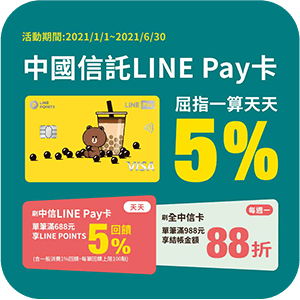 活動期間:2021/1/1~2021/6/30
中國信託LINE Pay卡
屈指一算天天
5%
LINE POINTS
LINE Pay
VISA
天天
刷中信LINE Pay卡
單筆滿688元
享LINE POINTS
5%
回饋
(含一般消費1%回饋,每筆回饋上限100點)
每週一
刷全中信卡
單筆滿988元
享結帳金額
88折